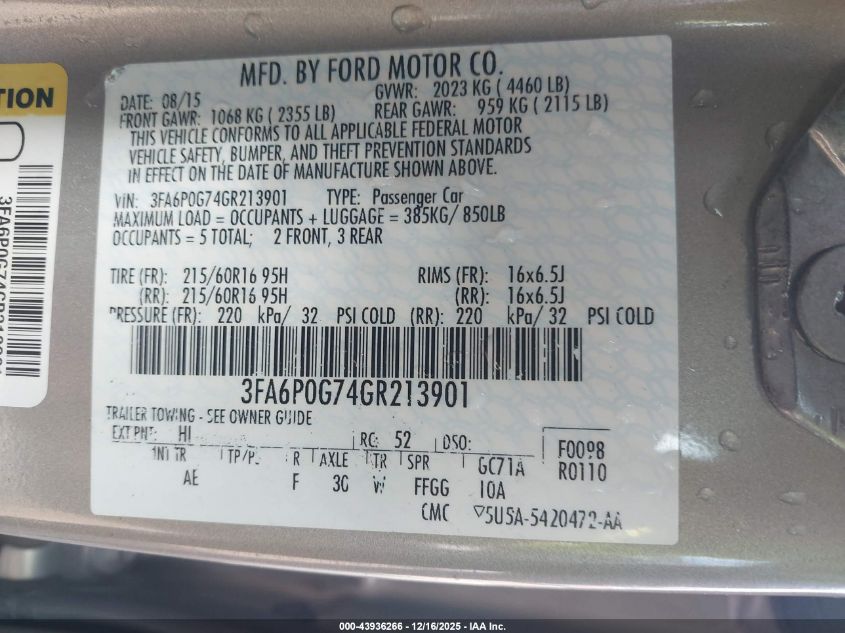 TION
3FA6P0G74GR213901
MFD. BY FORD MOTOR CO.
DATE: 08/15
GVWR: 2023 KG ( 4460 LB)
FRONT GAWR: 1068 KG ( 2355 LB)
REAR GAWR: 959 KG ( 2115 LB)
THIS VEHICLE CONFORMS TO ALL APPLICABLE FEDERAL MOTOR
VEHICLE SAFETY, BUMPER, AND THEFT PREVENTION STANDARDS
IN EFFECT ON THE DATE OF MANUFACTURE SHOWN ABOVE.
VIN: 3FA6P0G74GR213901 TYPE: Passenger Car
MAXIMUM LOAD = OCCUPANTS + LUGGAGE = 385KG/ 850LB
OCCUPANTS = 5 TOTAL; 2 FRONT, 3 REAR
TIRE (FR): 215/60R16 95H RIMS (FR): 16x6.5J
(RR): 215/60R16 95H (RR): 16x6.5J
PRESSURE (FR): 220 kPa/ 32 PSI COLD (RR): 220 kPa/ 32 PSI COLD
3FA6P0G74GR213901
TRAILER TOWING - SEE OWNER GUIDE
EXT PNT: HI RC: 52 DSO: F0098
INT TR TP/PS R AXLE TR SPR GC71A R0110
AE F 30 W FFGG 10A
CMC ▽5U5A-5420472-AA
000-43936266 - 12/16/2025 - IAA Inc.